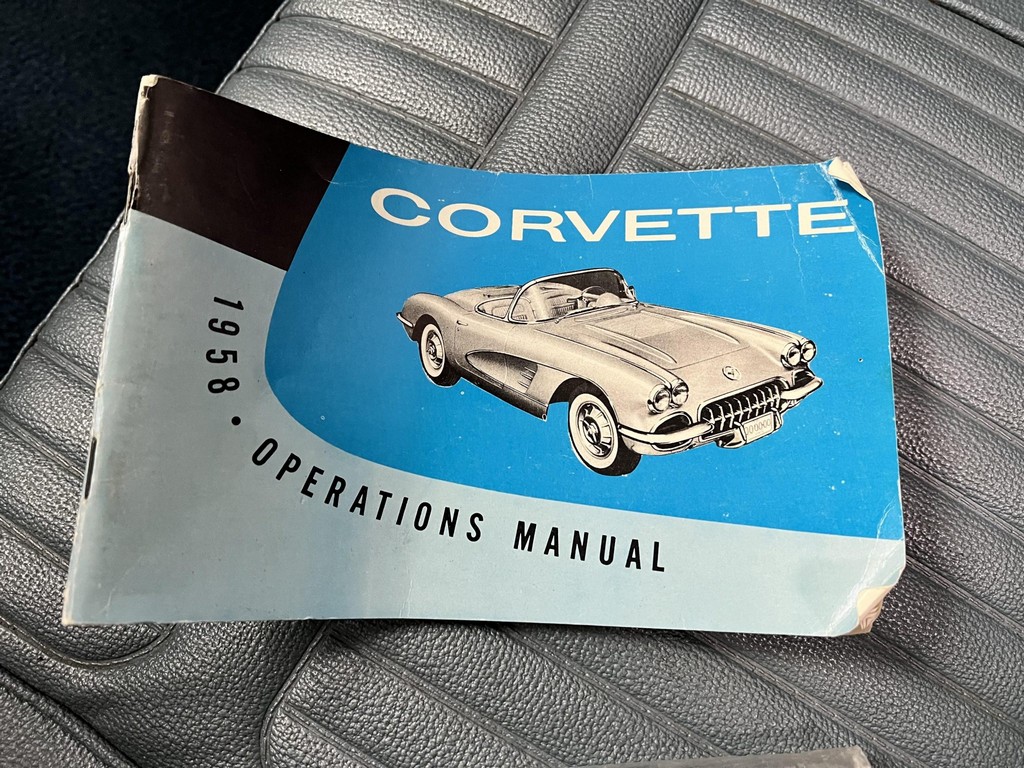 CORVETTE
1958 • OPERATIONS MANUAL